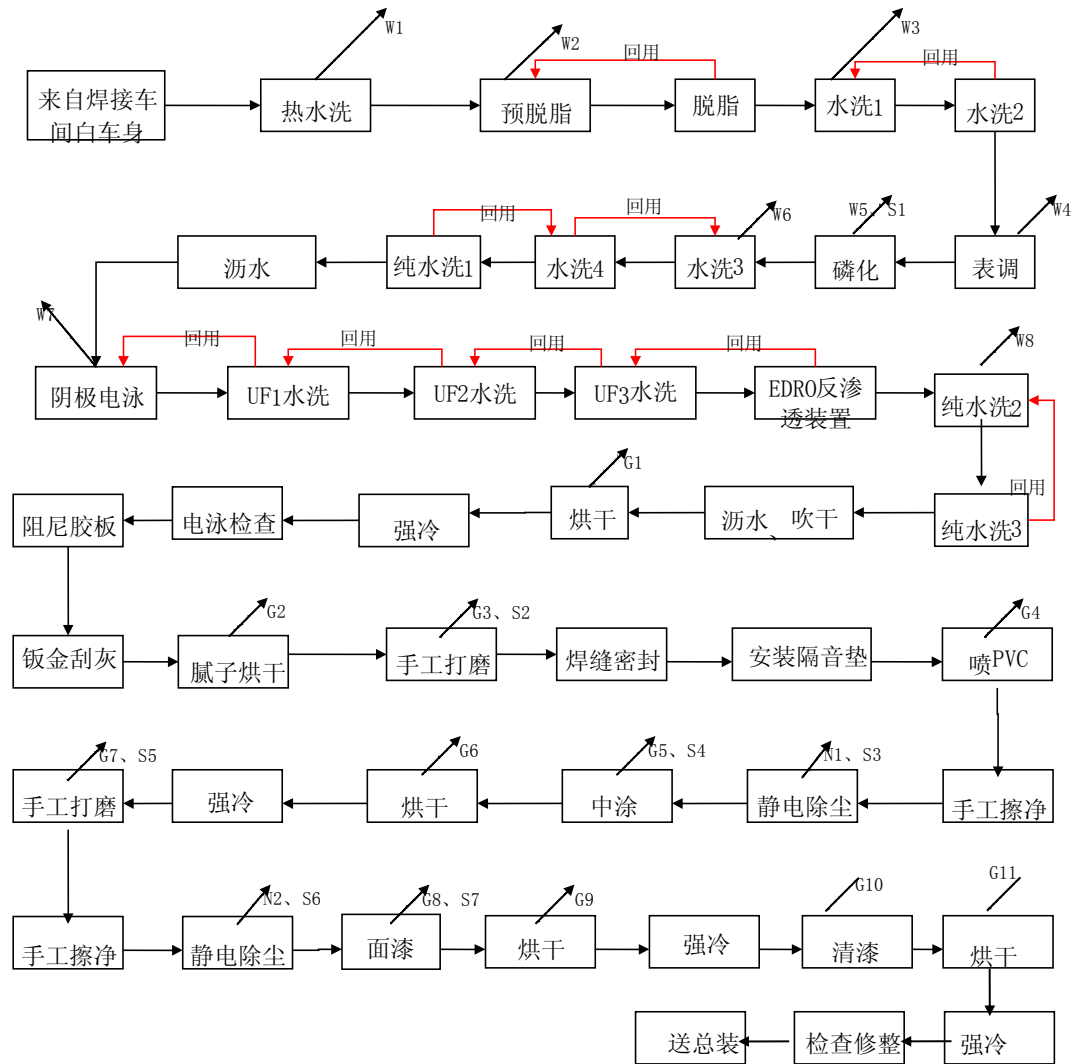 W1
W2
回用
W3
回用
来自焊接车
间白车身
热水洗
预脱脂
脱脂
水洗1
水洗2
回用
回用
W6
W5、S1
W4
沥水
纯水洗1
水洗4
水洗3
磷化
表调
W7
回用
回用
回用
回用
W8
阴极电泳
UF1水洗
UF2水洗
UF3水洗
EDRO反渗
透装置
纯水洗2
G1
回用
阻尼胶板
电泳检查
强冷
烘干
沥水、吹干
纯水洗3
G2
G3、S2
G4
钣金刮灰
腻子烘干
手工打磨
焊缝密封
安装隔音垫
喷PVC
G7、S5
G6
G5、S4
N1、S3
手工打磨
强冷
烘干
中涂
静电除尘
手工擦净
N2、S6
G8、S7
G9
G10
G11
手工擦净
静电除尘
面漆
烘干
强冷
清漆
烘干
送总装
检查修整
强冷